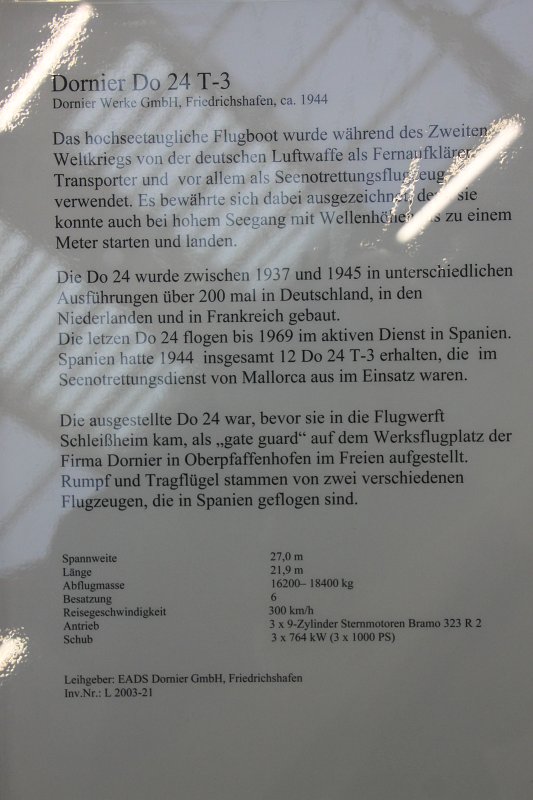 Dornier Do 24 T-3
Dornier Werke GmbH, Friedrichshafen, ca. 1944
Das hochseetaugliche Flugboot wurde während des Zweiten
Weltkriegs von der deutschen Luftwaffe als Fernaufklärer,
Transporter und vor allem als Seenotrettungsflugzeug
verwendet. Es bewährte sich dabei ausgezeichnet, sie
konnte auch bei hohem Seegang mit Wellenhöhen zu einem
Meter starten und landen.
Die Do 24 wurde zwischen 1937 und 1945 in unterschiedlichen
Ausführungen über 200 mal in Deutschland, in den
Niederlanden und in Frankreich gebaut.
Die letzen Do 24 flogen bis 1969 im aktiven Dienst in Spanien.
Spanien hatte 1944 insgesamt 12 Do 24 T-3 erhalten, die im
Seenotrettungsdienst von Mallorca aus im Einsatz waren.
Die ausgestellte Do 24 war, bevor sie in die Flugwerft
Schleißheim kam, als „gate guard“ auf dem Werksflugplatz der
Firma Dornier in Oberpfaffenhofen im Freien aufgestellt.
Rumpf und Tragflügel stammen von zwei verschiedenen
Flugzeugen, die in Spanien geflogen sind.
Spannweite 27,0 m
Länge 21,9 m
Abflugmasse 16200– 18400 kg
Besatzung 6
Reisegeschwindigkeit 300 km/h
Antrieb 3 x 9-Zylinder Sternmotoren Bramo 323 R 2
Schub 3 x 764 kW (3 x 1000 PS)
Leihgeber: EADS Dornier GmbH, Friedrichshafen
Inv.Nr.: L 2003-21